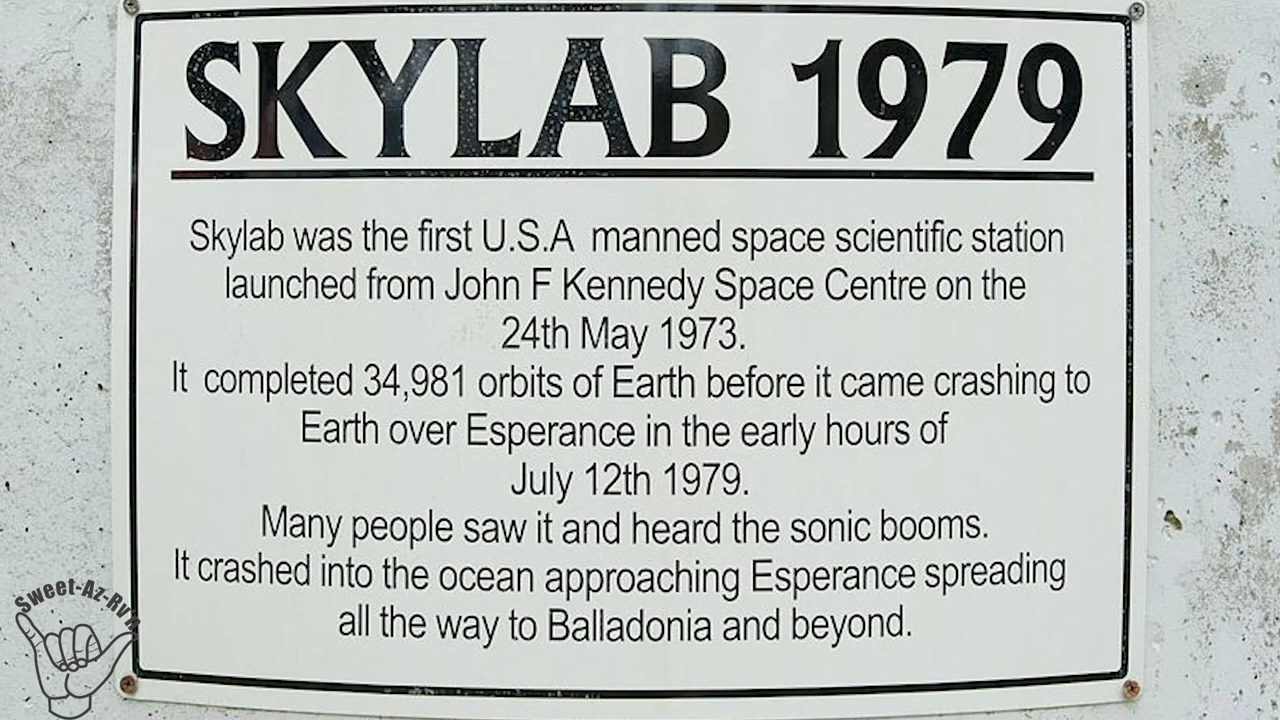 SKYLAB 1979
Skylab was the first U.S.A manned space scientific station
launched from John F Kennedy Space Centre on the
24th May 1973.
It completed 34,981 orbits of Earth before it came crashing to
Earth over Esperance in the early hours of
July 12th 1979.
Many people saw it and heard the sonic booms.
It crashed into the ocean approaching Esperance spreading
all the way to Balladonia and beyond.
Sweet-Az-Rv'n